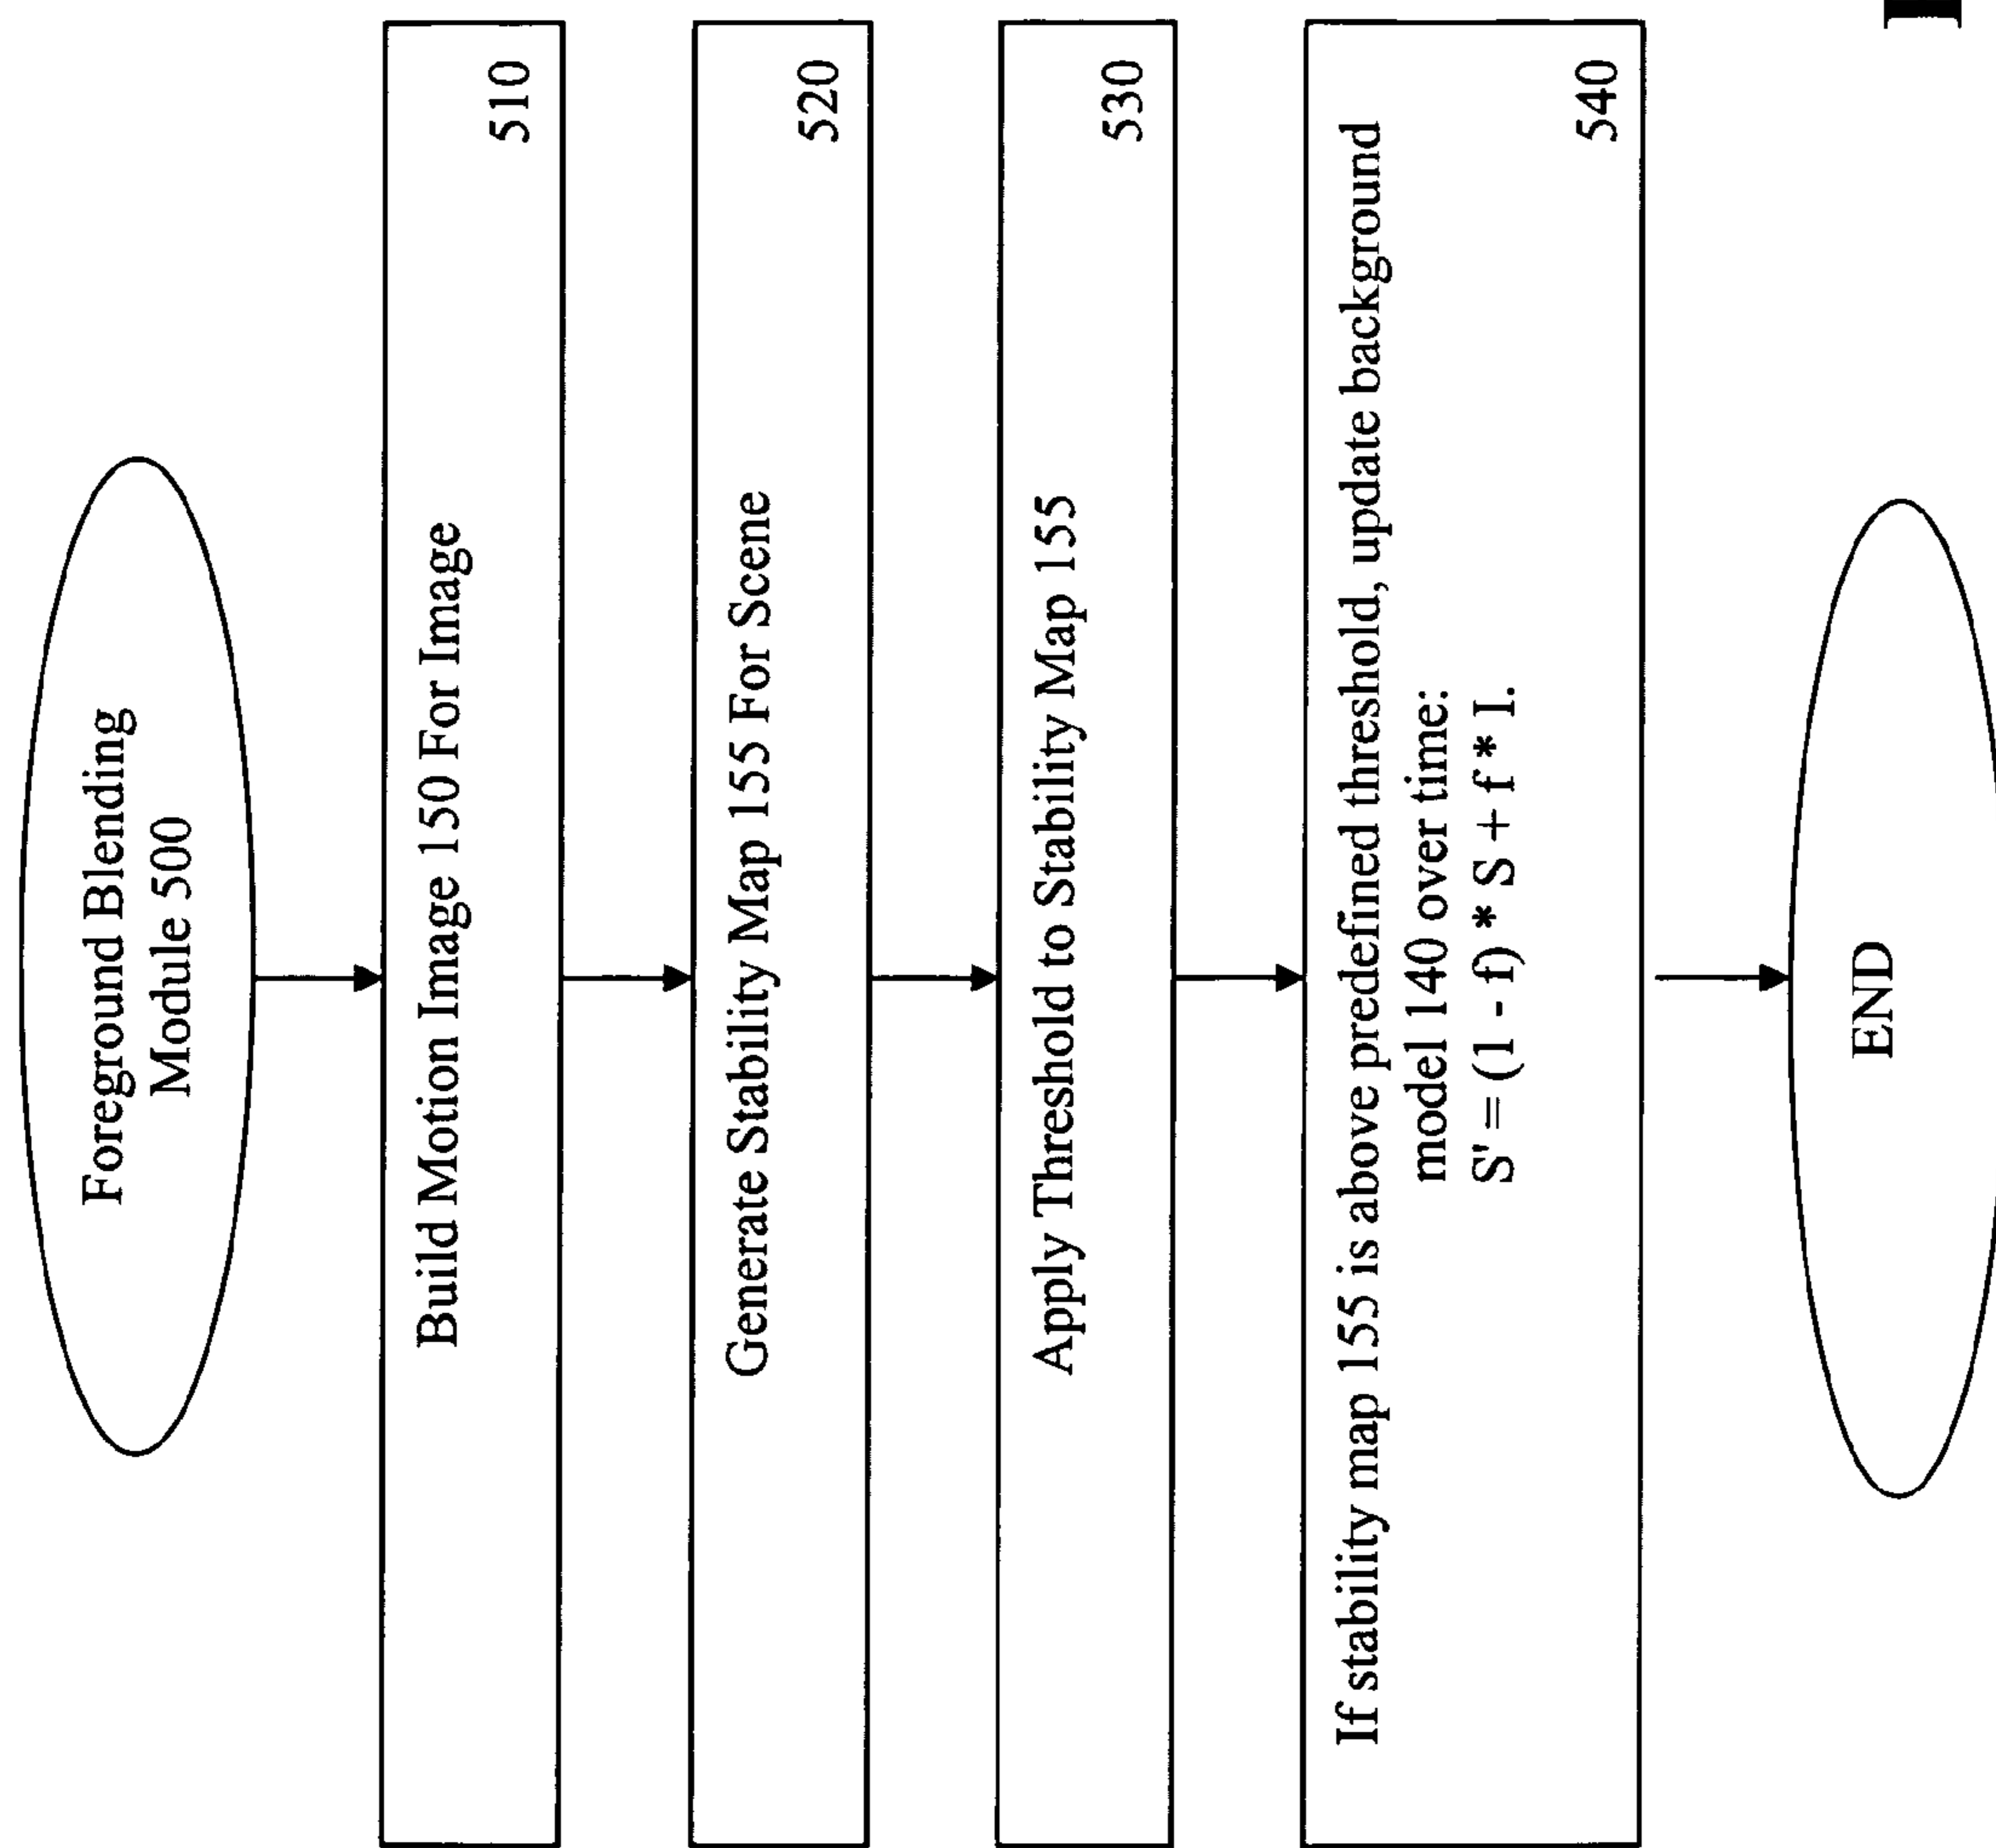 Foreground Blending
Module 500
Build Motion Image 150 For Image
510
Generate Stability Map 155 For Scene
520
Apply Threshold to Stability Map 155
530
If stability map 155 is above predefined threshold, update background
model 140 over time:
S' = (1 - f) * S + f * I.
540
END